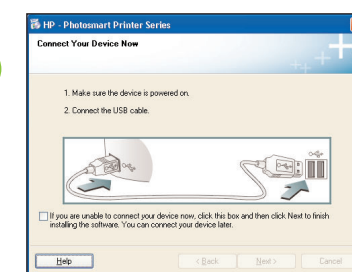 HP - Photosmart Printer Series
Connect Your Device Now
1. Make sure the device is powered on.
2. Connect the USB cable.
If you are unable to connect your device now, click this box and then click Next to finish
installing the software. You can connect your device later.
Help
< Back
Next >
Cancel